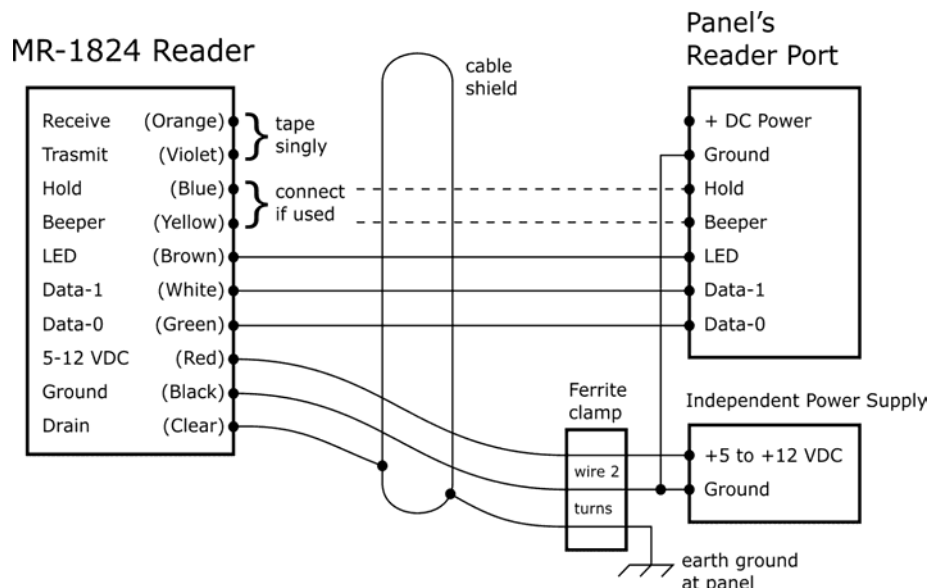 MR-1824 Reader
Receive (Orange)
Trasmit (Violet)
Hold (Blue)
Beeper (Yellow)
LED (Brown)
Data-1 (White)
Data-0 (Green)
5-12 VDC (Red)
Ground (Black)
Drain (Clear)
tape
singly
connect
if used
cable
shield
Panel's
Reader Port
+ DC Power
Ground
Hold
Beeper
LED
Data-1
Data-0
Ferrite
clamp
wire 2
turns
Independent Power Supply
+5 to +12 VDC
Ground
earth ground
at panel